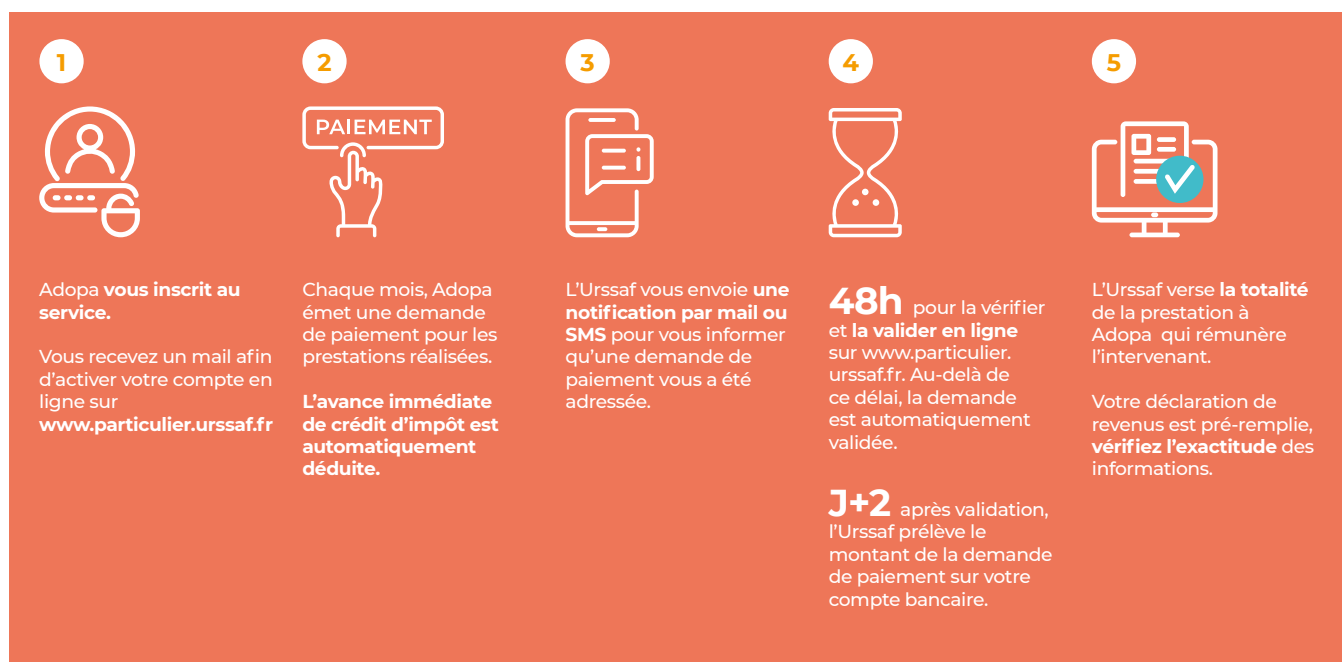 1
Adopa vous inscrit au
service.
Vous recevez un mail afin
d'activer votre compte en
ligne sur
www.particulier.urssaf.fr
2
PAIEMENT
Chaque mois, Adopa
émet une demande
de paiement pour les
prestations réalisées.
L'avance immédiate
de crédit d'impôt est
automatiquement
déduite.
3
i
L'Urssaf vous envoie une
notification par mail ou
SMS pour vous informer
qu'une demande de
paiement vous a été
adressée.
4
48h pour la vérifier
et la valider en ligne
sur www.particulier.
urssaf.fr. Au-delà de
ce délai, la demande
est automatiquement
validée.
J+2 après validation,
l'Urssaf prélève le
montant de la demande
de paiement sur votre
compte bancaire.
5
L'Urssaf verse la totalité
de la prestation à
Adopa qui rémunère
l'intervenant.
Votre déclaration de
revenus est pré-remplie,
vérifiez l'exactitude des
informations.